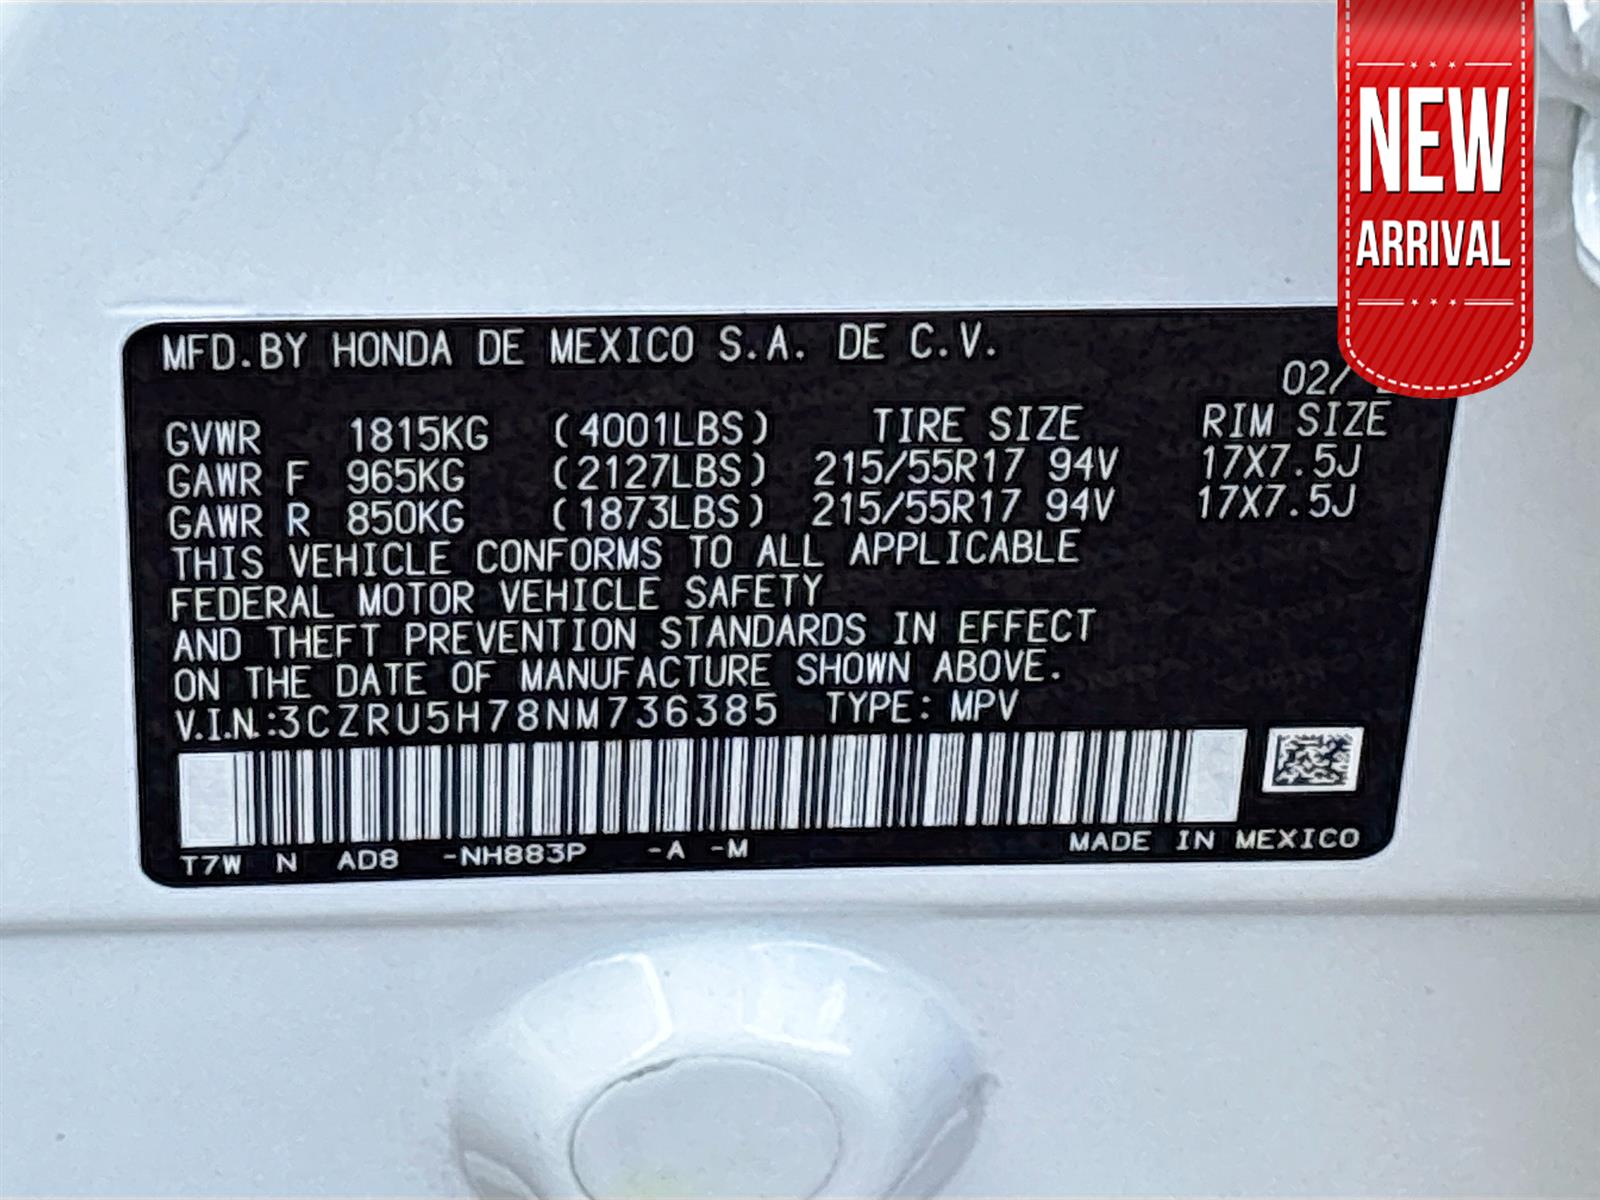 NEW
ARRIVAL
MFD.BY HONDA DE MEXICO S.A. DE C.V.
02/
GVWR 1815KG (4001LBS) TIRE SIZE RIM SIZE
GAWR F 965KG (2127LBS) 215/55R17 94V 17X7.5J
GAWR R 850KG (1873LBS) 215/55R17 94V 17X7.5J
THIS VEHICLE CONFORMS TO ALL APPLICABLE
FEDERAL MOTOR VEHICLE SAFETY
AND THEFT PREVENTION STANDARDS IN EFFECT
ON THE DATE OF MANUFACTURE SHOWN ABOVE.
V.I.N.:3CZRU5H78NM736385 TYPE: MPV
T7W N AD8 -NH883P -A -M MADE IN MEXICO